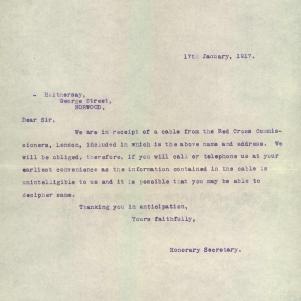 17th January, 1917.
- Halthersay,
George Street,
NORWOOD.
Dear Sir,
We are in receipt of a cable from the Red Cross Commis-
sioners, London, included in which is the above name and address. We
will be obliged, therefore, if you will call or telephone us at your
earliest convenience as the information contained in the cable is
unintelligible to us and it is possible that you may be able to
decipher same.
Thanking you in anticipation,
Yours faithfully,
Honorary Secretary.